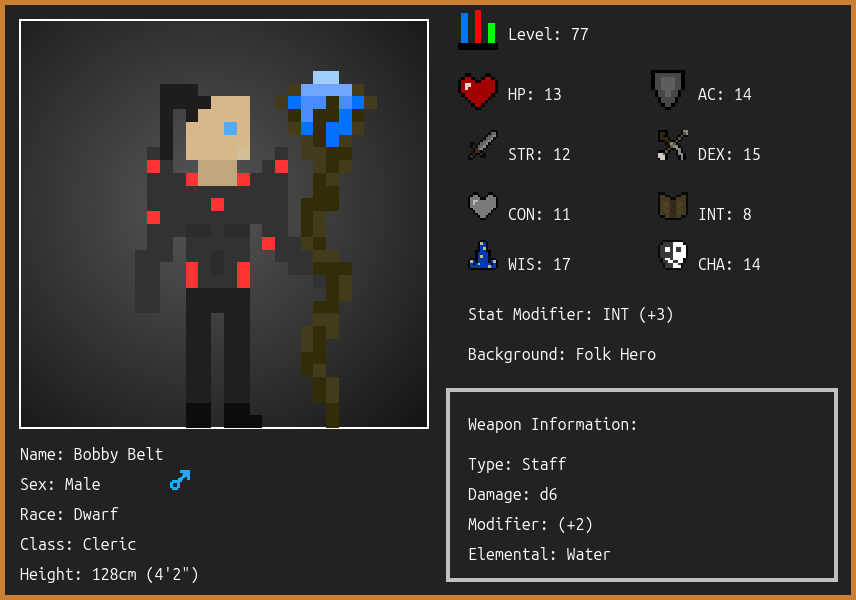 Level: 77
HP: 13
AC: 14
STR: 12
DEX: 15
CON: 11
INT: 8
WIS: 17
CHA: 14
Stat Modifier: INT (+3)
Background: Folk Hero
Weapon Information:
Type: Staff
Damage: d6
Modifier: (+2)
Elemental: Water
Name: Bobby Belt
Sex: Male
Race: Dwarf
Class: Cleric
Height: 128cm (4'2")